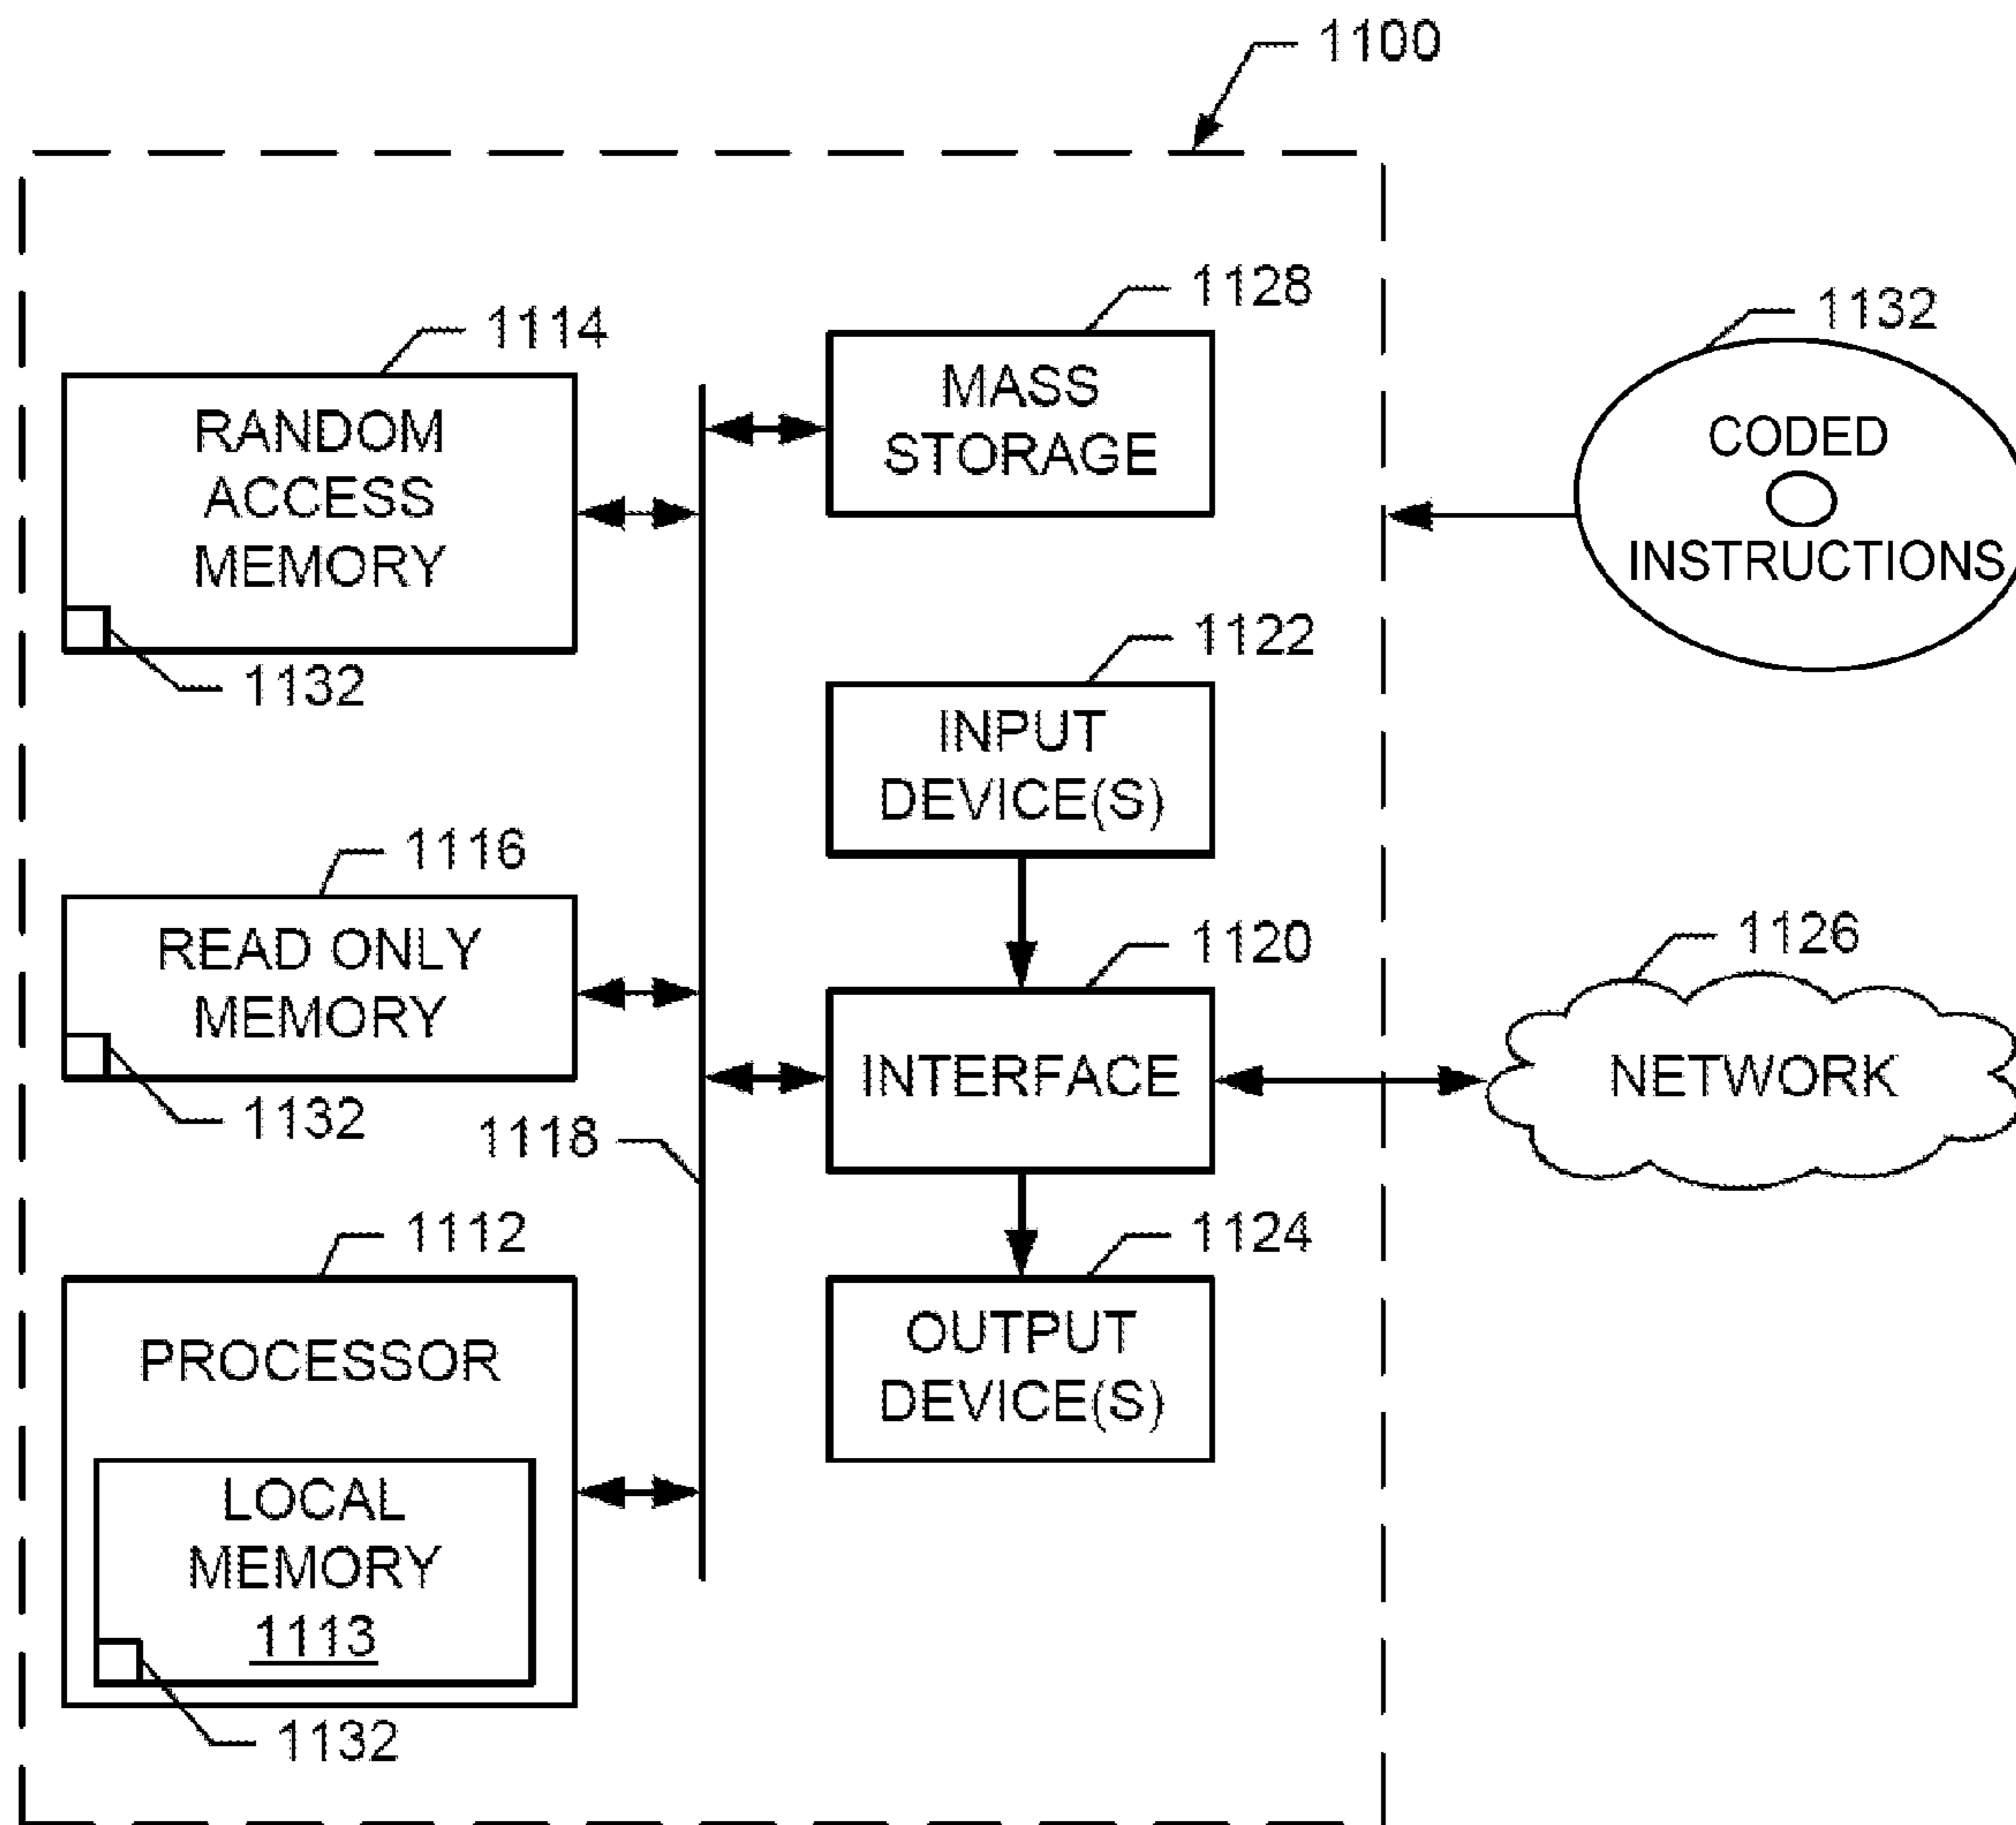 1100
1128
MASS
STORAGE
1114
RANDOM
ACCESS
MEMORY
1132
1132
CODED
INSTRUCTIONS
1122
INPUT
DEVICE(S)
1116
READ ONLY
MEMORY
1132
1120
INTERFACE
1126
NETWORK
1118
1112
PROCESSOR
LOCAL
MEMORY
1113
1132
1124
OUTPUT
DEVICE(S)